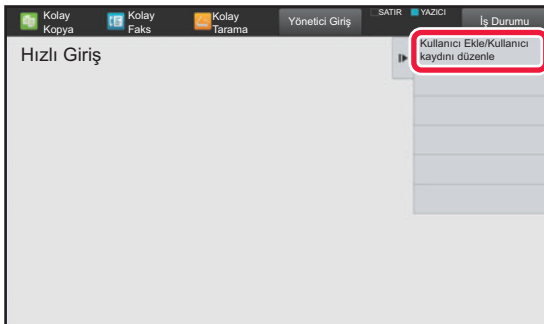 Kolay
Kopya
Kolay
Faks
Kolay
Tarama
Yönetici Giriş
SATIR
YAZICI
İş Durumu
Hızlı Giriş
Kullanıcı Ekle/Kullanıcı
kaydını düzenle